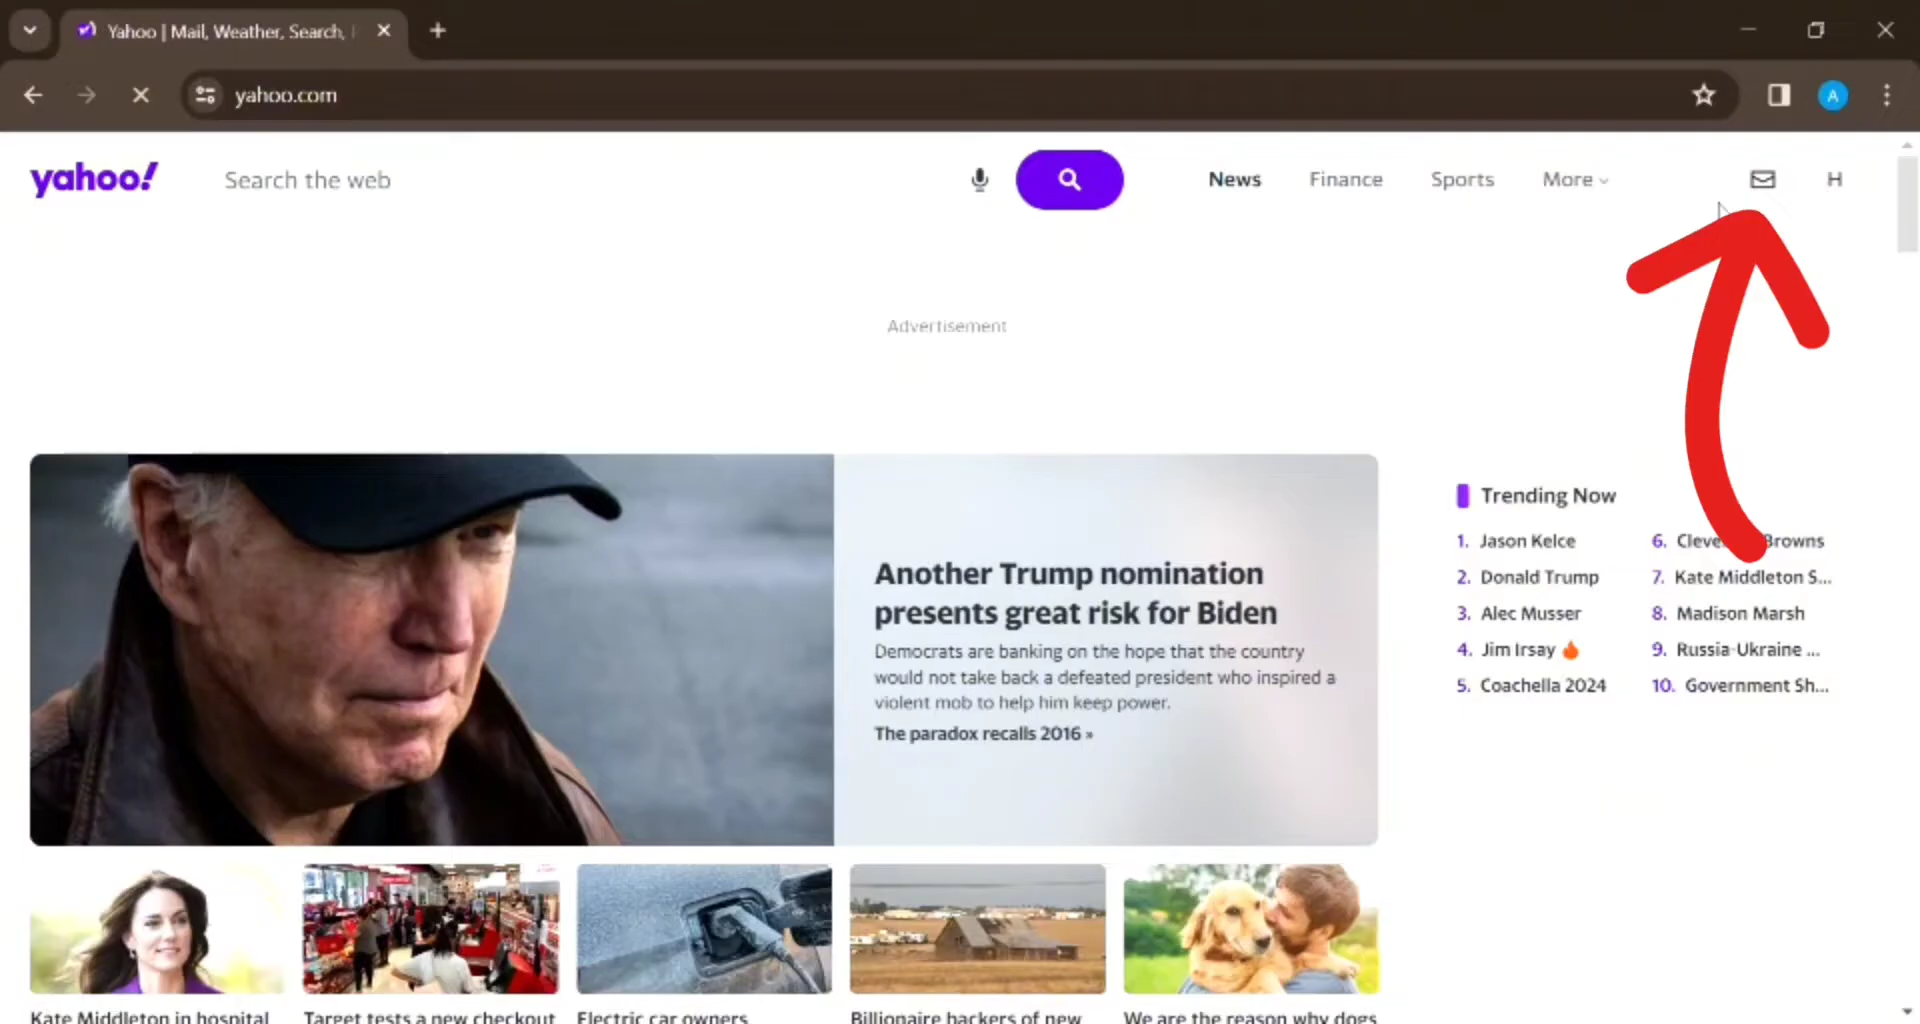 Yahoo | Mail, Weather, Search,
yahoo.com
A
yahoo!
Search the web
News
Finance
Sports
More
H
Advertisement
Another Trump nomination
presents great risk for Biden
Democrats are banking on the hope that the country
would not take back a defeated president who inspired a
violent mob to help him keep power.
The paradox recalls 2016 »
Trending Now
1. Jason Kelce
2. Donald Trump
3. Alec Musser
4. Jim Irsay
5. Coachella 2024
6. Browns
7. Kate Middleton S...
8. Madison Marsh
9. Russia-Ukraine ...
10. Government Sh...
Kate Middleton in hospital
Target tests a new checkout
Electric car owners
Billionaire backers of new
We are the reason why dogs